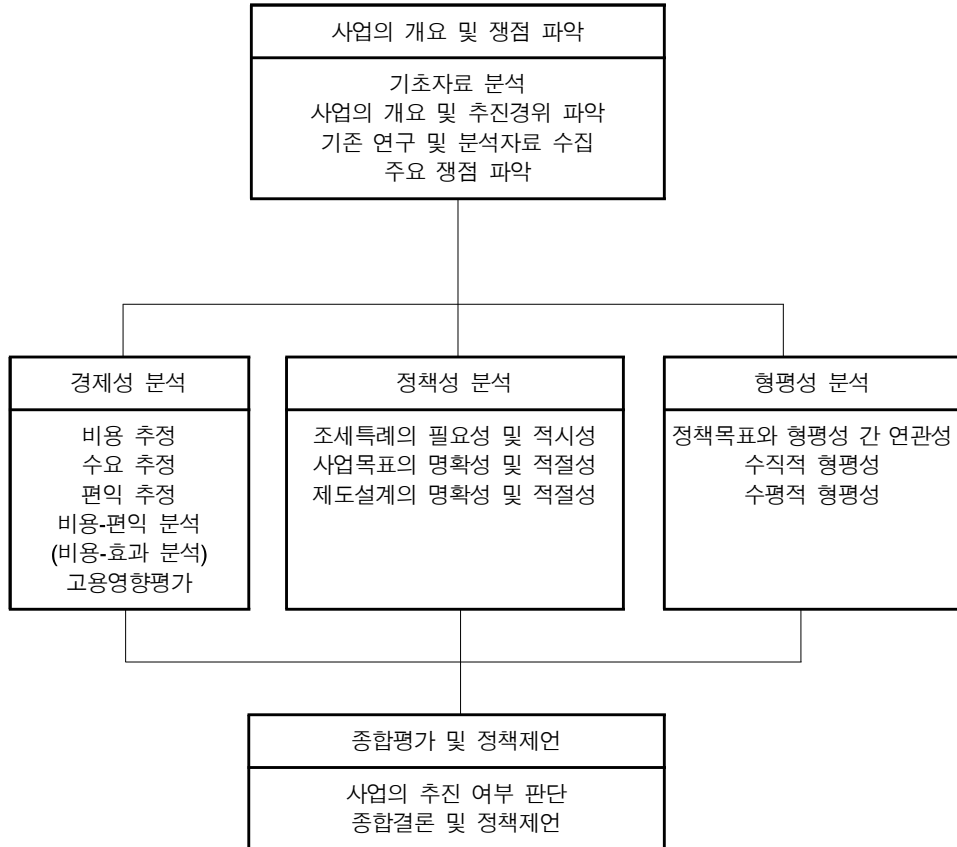 사업의 개요 및 쟁점 파악
기초자료 분석
사업의 개요 및 추진경위 파악
기존 연구 및 분석자료 수집
주요 쟁점 파악
경제성 분석
비용 추정
수요 추정
편익 추정
비용-편익 분석
(비용-효과 분석)
고용영향평가
정책성 분석
조세특례의 필요성 및 적시성
사업목표의 명확성 및 적절성
제도설계의 명확성 및 적절성
형평성 분석
정책목표와 형평성 간 연관성
수직적 형평성
수평적 형평성
종합평가 및 정책제언
사업의 추진 여부 판단
종합결론 및 정책제언